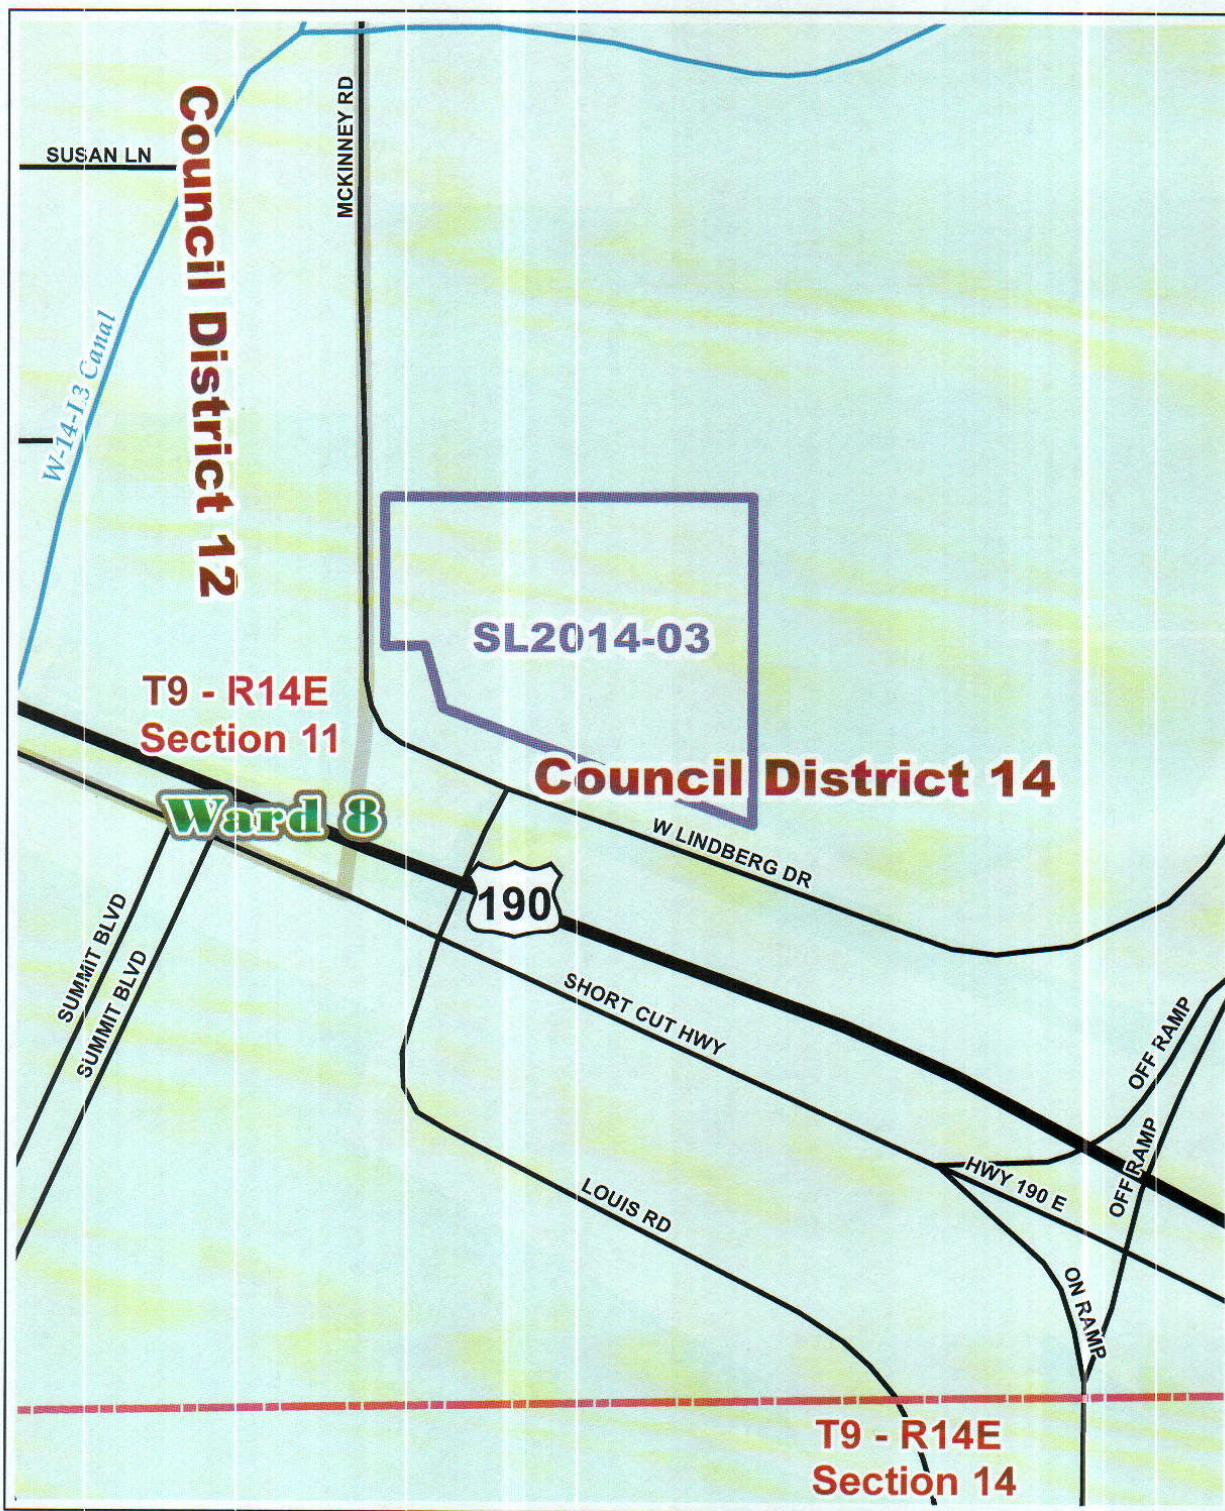 MCKINNEY RD
SUSAN LN
Council District 12
W-14-L3 Canal
SL2014-03
T9 - R14E
Section 11
Council District 14
Ward 8
W LINDBERG DR
190
SUMMIT BLVD
SUMMIT BLVD
SHORT CUT HWY
OFF RAMP
OFF RAMP
HWY 190 E
LOUIS RD
ON RAMP
T9 - R14E
Section 14